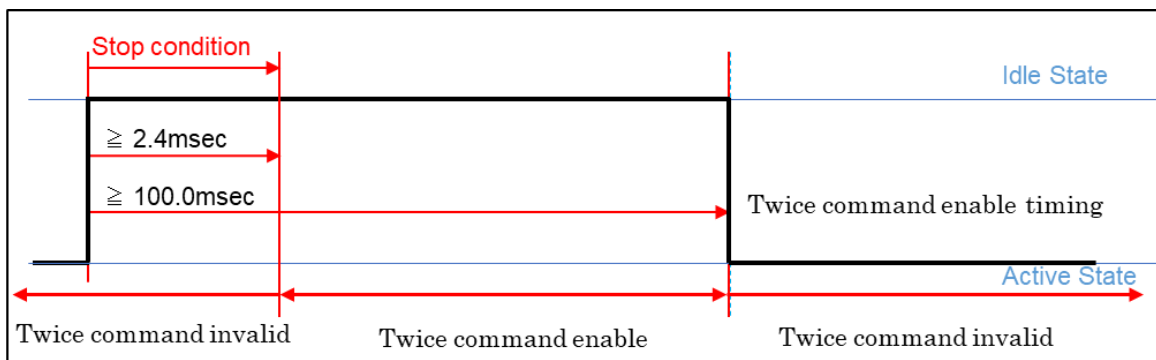 Stop condition
Idle State
≧ 2.4msec
≧ 100.0msec
Twice command enable timing
Active State
Twice command invalid
Twice command enable
Twice command invalid